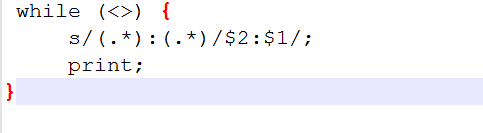 while (<>) {
    s/(.*):(.*)/$2:$1/;
    print;
}